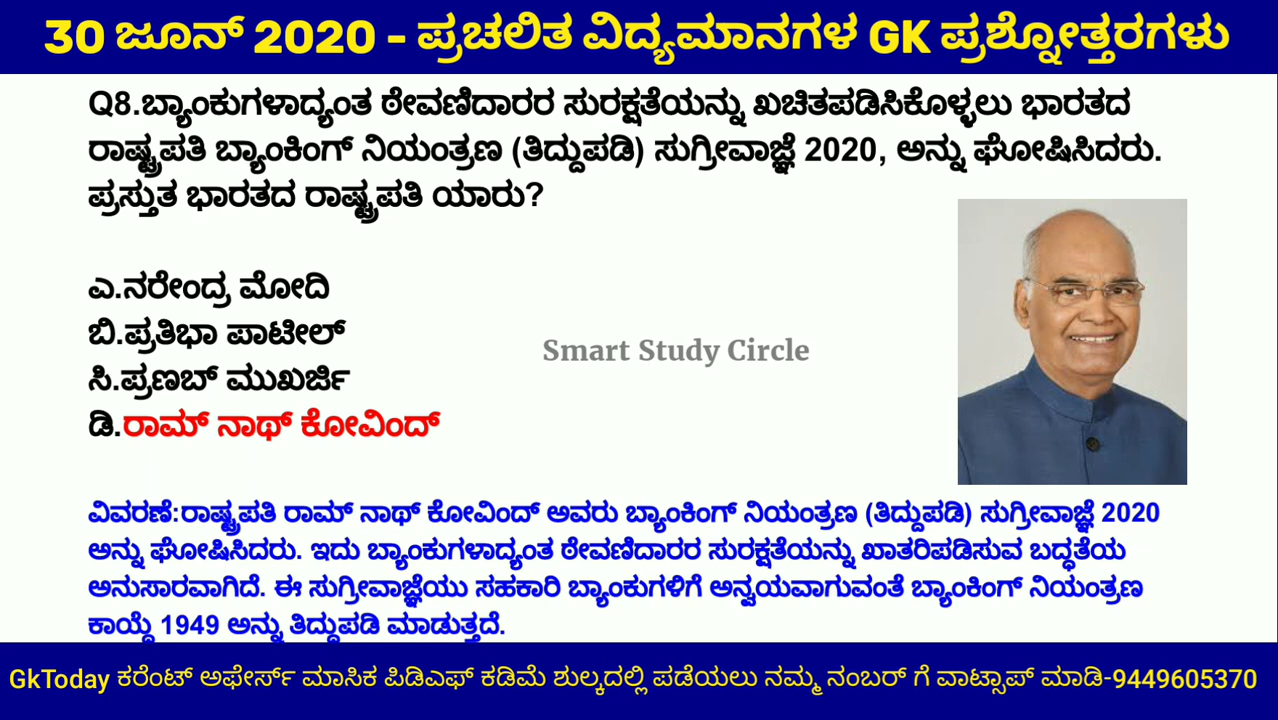 30 ಜೂನ್ 2020 - ಪ್ರಚಲಿತ ವಿದ್ಯಮಾನಗಳ GK ಪ್ರಶ್ನೋತ್ತರಗಳು
Q8.ಬ್ಯಾಂಕುಗಳಾದ್ಯಂತ ಠೇವಣಿದಾರರ ಸುರಕ್ಷತೆಯನ್ನು ಖಚಿತಪಡಿಸಿಕೊಳ್ಳಲು ಭಾರತದ
ರಾಷ್ಟ್ರಪತಿ ಬ್ಯಾಂಕಿಂಗ್ ನಿಯಂತ್ರಣ (ತಿದ್ದುಪಡಿ) ಸುಗ್ರೀವಾಜ್ಞೆ 2020, ಅನ್ನು ಘೋಷಿಸಿದರು.
ಪ್ರಸ್ತುತ ಭಾರತದ ರಾಷ್ಟ್ರಪತಿ ಯಾರು?
ಎ.ನರೇಂದ್ರ ಮೋದಿ
ಬಿ.ಪ್ರತಿಭಾ ಪಾಟೀಲ್
Smart Study Circle
ಸಿ.ಪ್ರಣಬ್ ಮುಖರ್ಜಿ
ಡಿ.ರಾಮ್ ನಾಥ್ ಕೋವಿಂದ್
ವಿವರಣೆ:ರಾಷ್ಟ್ರಪತಿ ರಾಮ್ ನಾಥ್ ಕೋವಿಂದ್ ಅವರು ಬ್ಯಾಂಕಿಂಗ್ ನಿಯಂತ್ರಣ (ತಿದ್ದುಪಡಿ) ಸುಗ್ರೀವಾಜ್ಞೆ 2020
ಅನ್ನು ಘೋಷಿಸಿದರು. ಇದು ಬ್ಯಾಂಕುಗಳಾದ್ಯಂತ ಠೇವಣಿದಾರರ ಸುರಕ್ಷತೆಯನ್ನು ಖಾತರಿಪಡಿಸುವ ಬದ್ಧತೆಯ
ಅನುಸಾರವಾಗಿದೆ. ಈ ಸುಗ್ರೀವಾಜ್ಞೆಯು ಸಹಕಾರಿ ಬ್ಯಾಂಕುಗಳಿಗೆ ಅನ್ವಯವಾಗುವಂತೆ ಬ್ಯಾಂಕಿಂಗ್ ನಿಯಂತ್ರಣ
ಕಾಯ್ದೆ 1949 ಅನ್ನು ತಿದ್ದುಪಡಿ ಮಾಡುತ್ತದೆ.
GkToday ಕರೆಂಟ್ ಅಫೇರ್ಸ್ ಮಾಸಿಕ ಪಿಡಿಎಫ್ ಕಡಿಮೆ ಶುಲ್ಕದಲ್ಲಿ ಪಡೆಯಲು ನಮ್ಮ ನಂಬರ್ ಗೆ ವಾಟ್ಸಾಪ್ ಮಾಡಿ-9449605370